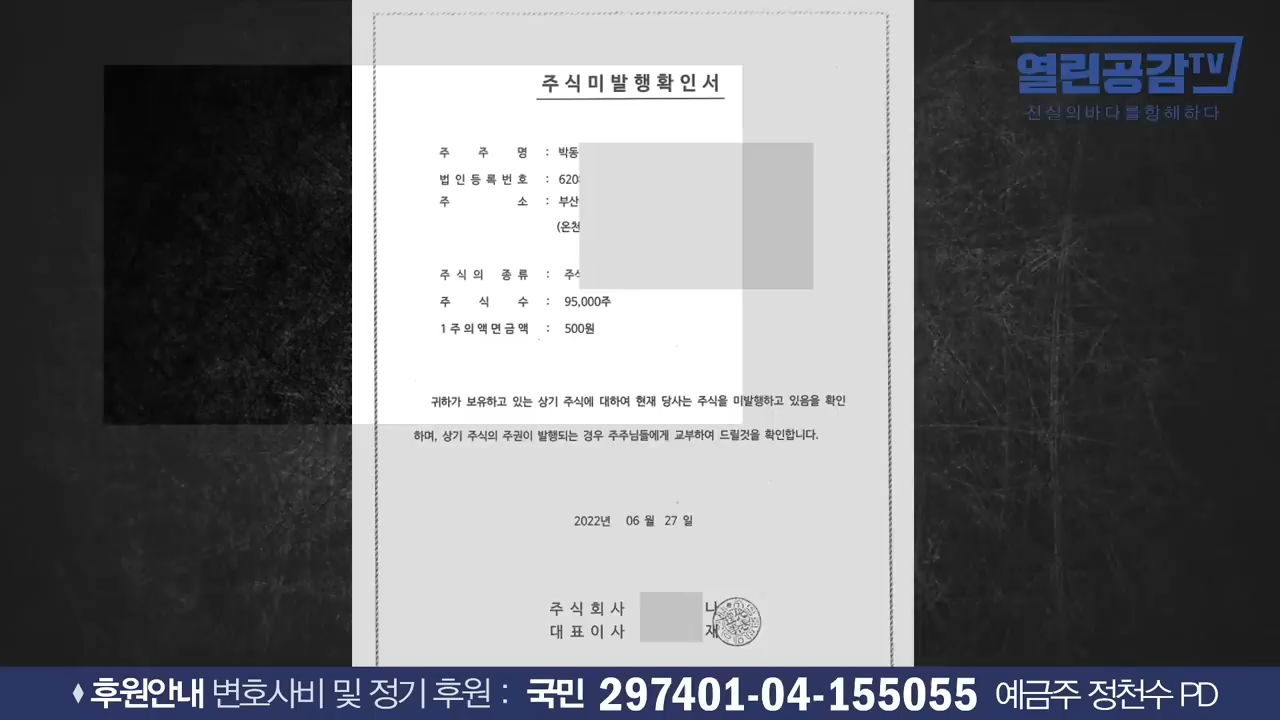 주식미발행확인서
열린공감TV
진실의바다를항해하다
주 주 명 : 박동
법인등록번호 : 620
주 소 : 부산
(온천
주식의 종류 : 주식
주 식 수 : 95,000주
1주의액면금액 : 500원
귀하가 보유하고 있는 상기 주식에 대하여 현재 당사는 주식을 미발행하고 있음을 확인
하며, 상기 주식의 주권이 발행되는 경우 주주님들에게 교부하여 드릴것을 확인합니다.
2022년 06 월 27 일
주식회사 나
대표이사 재
♦ 후원안내 변호사비 및 정기 후원 : 국민 297401-04-155055 예금주 정천수 PD